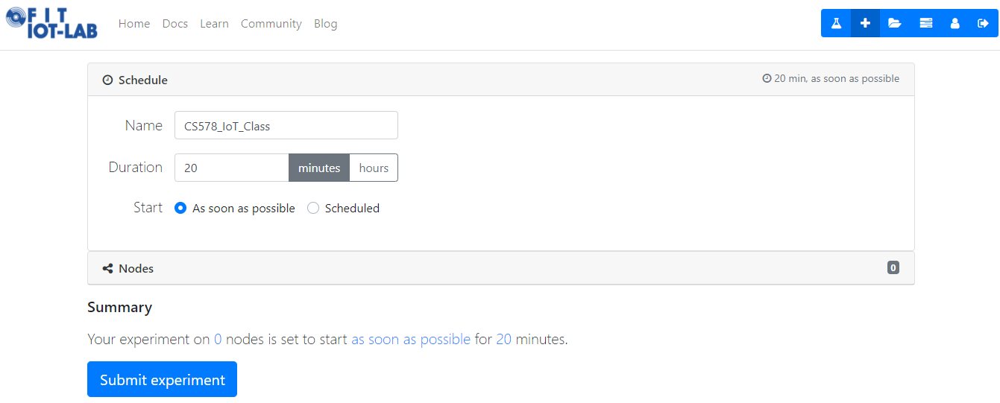 FIT IOT-LAB Home Docs Learn Community Blog
Schedule 20 min, as soon as possible
Name CS578_IoT_Class
Duration 20 minutes hours
Start As soon as possible Scheduled
Nodes 0
Summary
Your experiment on 0 nodes is set to start as soon as possible for 20 minutes.
Submit experiment